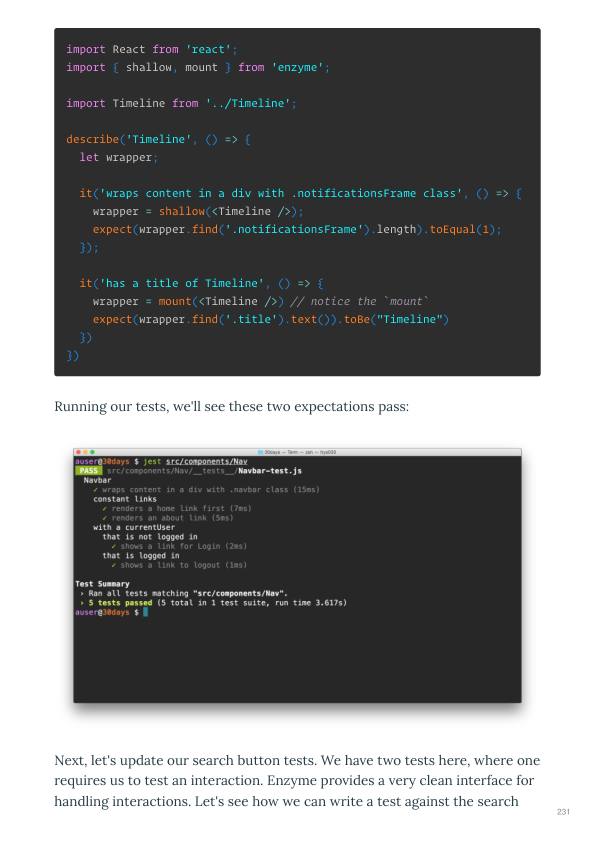 import React from 'react';
import { shallow, mount } from 'enzyme';
import Timeline from '../Timeline';
describe('Timeline', () => {
let wrapper;
it('wraps content in a div with .notificationsFrame class', () => {
wrapper = shallow(<Timeline />);
expect(wrapper.find('.notificationsFrame').length).toEqual(1);
});
it('has a title of Timeline', () => {
wrapper = mount(<Timeline />) // notice the `mount`
expect(wrapper.find('.title').text()).toBe("Timeline")
})
})
Running our tests, we'll see these two expectations pass:
auser@30days $ jest src/components/Nav
PASS src/components/Nav/__tests__/Navbar-test.js
Navbar
✓ wraps content in a div with .navbar class (15ms)
constant links
✓ renders a home link first (7ms)
✓ renders an about link (5ms)
with a currentUser
that is not logged in
✓ shows a link for Login (2ms)
that is logged in
✓ shows a link to logout (1ms)
Test Summary
› Ran all tests matching "src/components/Nav".
› 5 tests passed (5 total in 1 test suite, run time 3.617s)
auser@30days $
Next, let's update our search button tests. We have two tests here, where one
requires us to test an interaction. Enzyme provides a very clean interface for
handling interactions. Let's see how we can write a test against the search
231